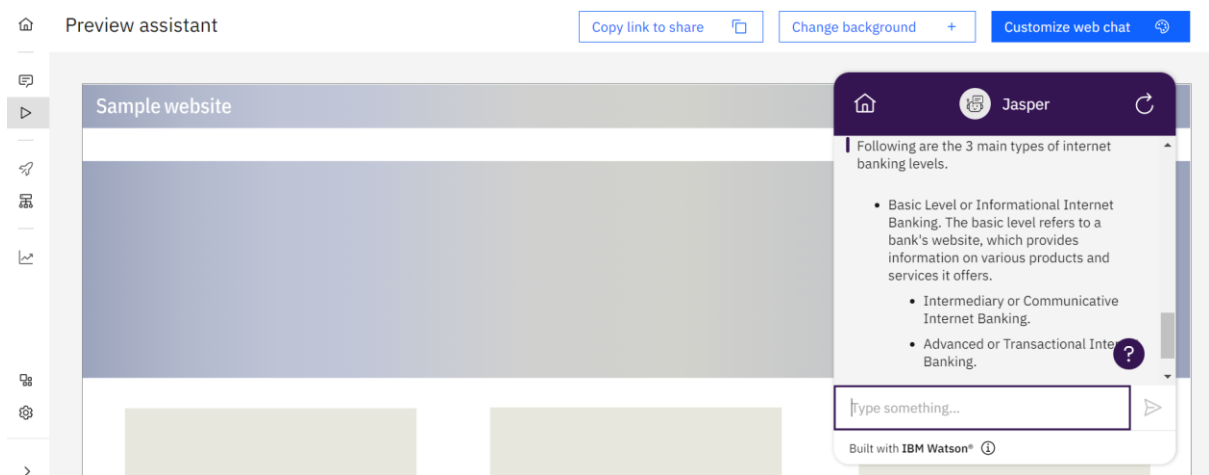 Preview assistant
Copy link to share
Change background +
Customize web chat
Sample website
Jasper
Following are the 3 main types of internet
banking levels.
• Basic Level or Informational Internet
Banking. The basic level refers to a
bank's website, which provides
information on various products and
services it offers.
• Intermediary or Communicative
Internet Banking.
• Advanced or Transactional
Banking.
?
Type something...
Built with IBM Watson®